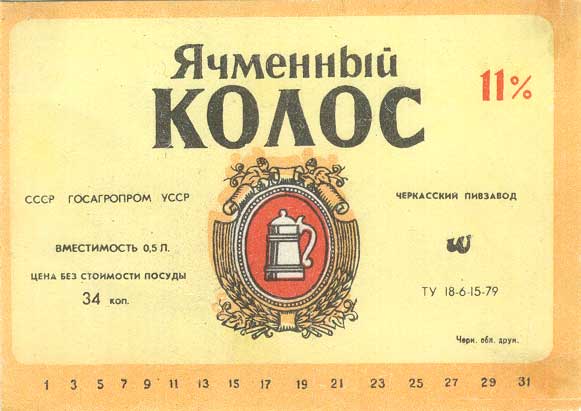 Ячменный
КОЛОС
11%
СССР ГОСАГРОПРОМ УССР
ВМЕСТИМОСТЬ 0,5 Л.
ЦЕНА БЕЗ СТОИМОСТИ ПОСУДЫ
34 коп.
ЧЕРКАССКИЙ ПИВЗАВОД
ТУ 18-6-15-79
Черк. обл. друк.
1 3 5 7 9 11 13 15 17 19 21 23 25 27 29 31